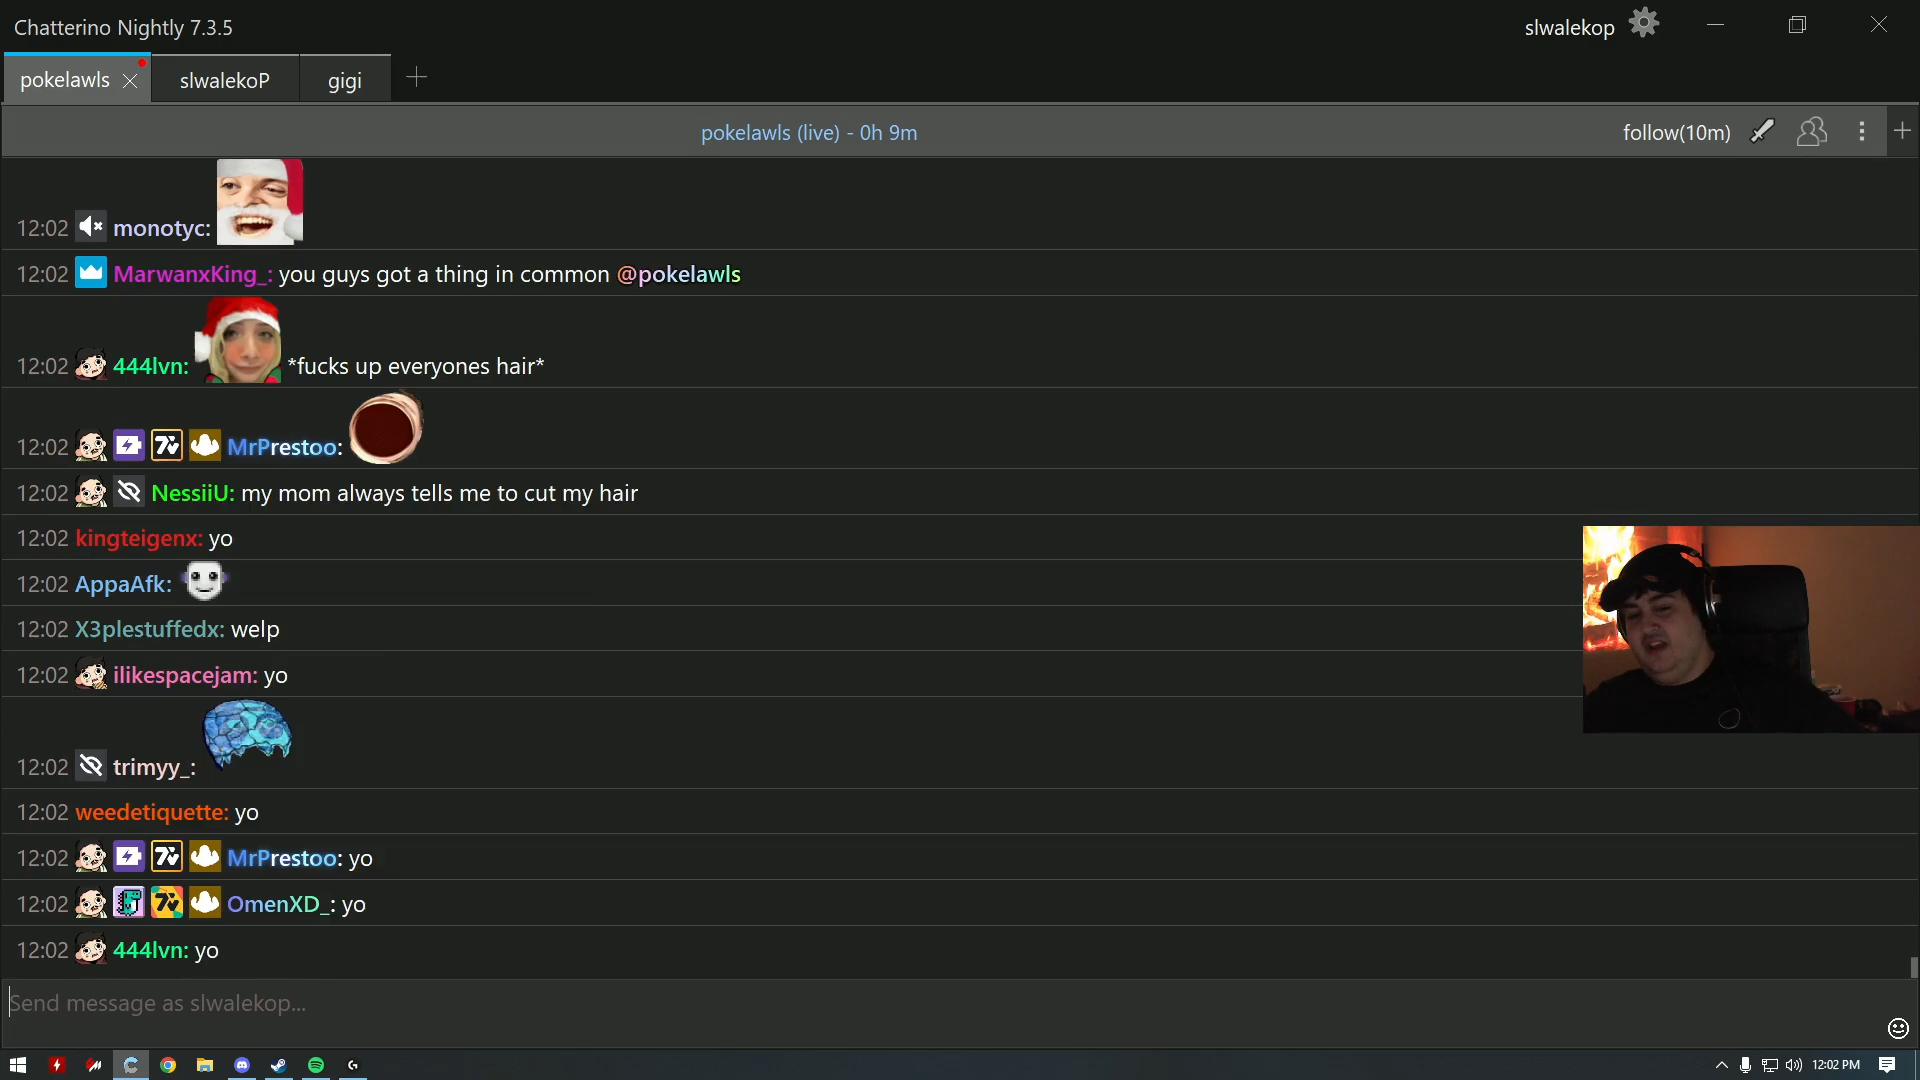 Chatterino Nightly 7.3.5
slwalekop
pokelawls
slwalekoP
gigi
pokelawls (live) - 0h 9m
follow(10m)
12:02 monotyc:
12:02 MarwanxKing_: you guys got a thing in common @pokelawls
12:02 444lvn: *fucks up everyones hair*
12:02 MrPrestoo:
12:02 NessiiU: my mom always tells me to cut my hair
12:02 kingteigenx: yo
12:02 AppaAfk:
12:02 X3plestuffedx: welp
12:02 ilikespacejam: yo
12:02 trimyy_:
12:02 weedetiquette: yo
12:02 MrPrestoo: yo
12:02 OmenXD_: yo
12:02 444lvn: yo
Send message as slwalekop...
12:02 PM